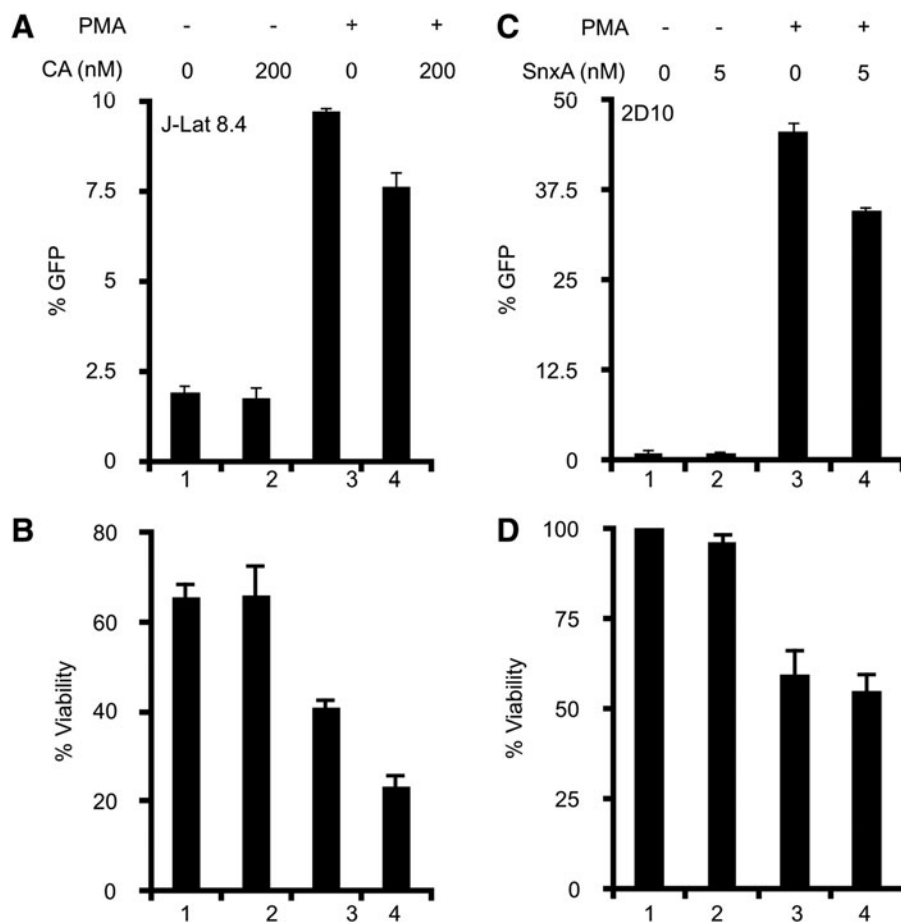 A
PMA - - + +
CA (nM) 0 200 0 200
10
7.5
5
2.5
0
% GFP
J-Lat 8.4
1 2 3 4
C
PMA - - + +
SnxA (nM) 0 5 0 5
50
37.5
25
12.5
0
% GFP
2D10
1 2 3 4
B
80
60
40
20
0
% Viability
1 2 3 4
D
100
75
50
25
0
% Viability
1 2 3 4